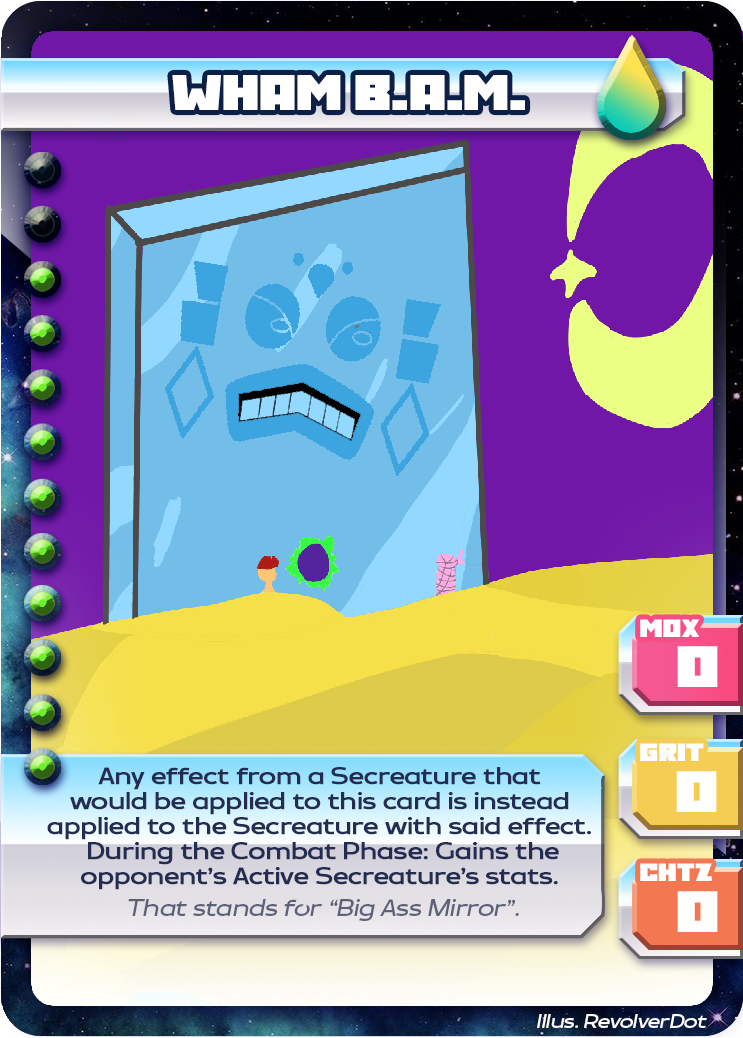 WHAM B.A.M.
MOX
0
GRIT
0
CHTZ
0
Any effect from a Secreature that
would be applied to this card is instead
applied to the Secreature with said effect.
During the Combat Phase: Gains the
opponent's Active Secreature's stats.
That stands for “Big Ass Mirror”.
Illus. RevolverDot